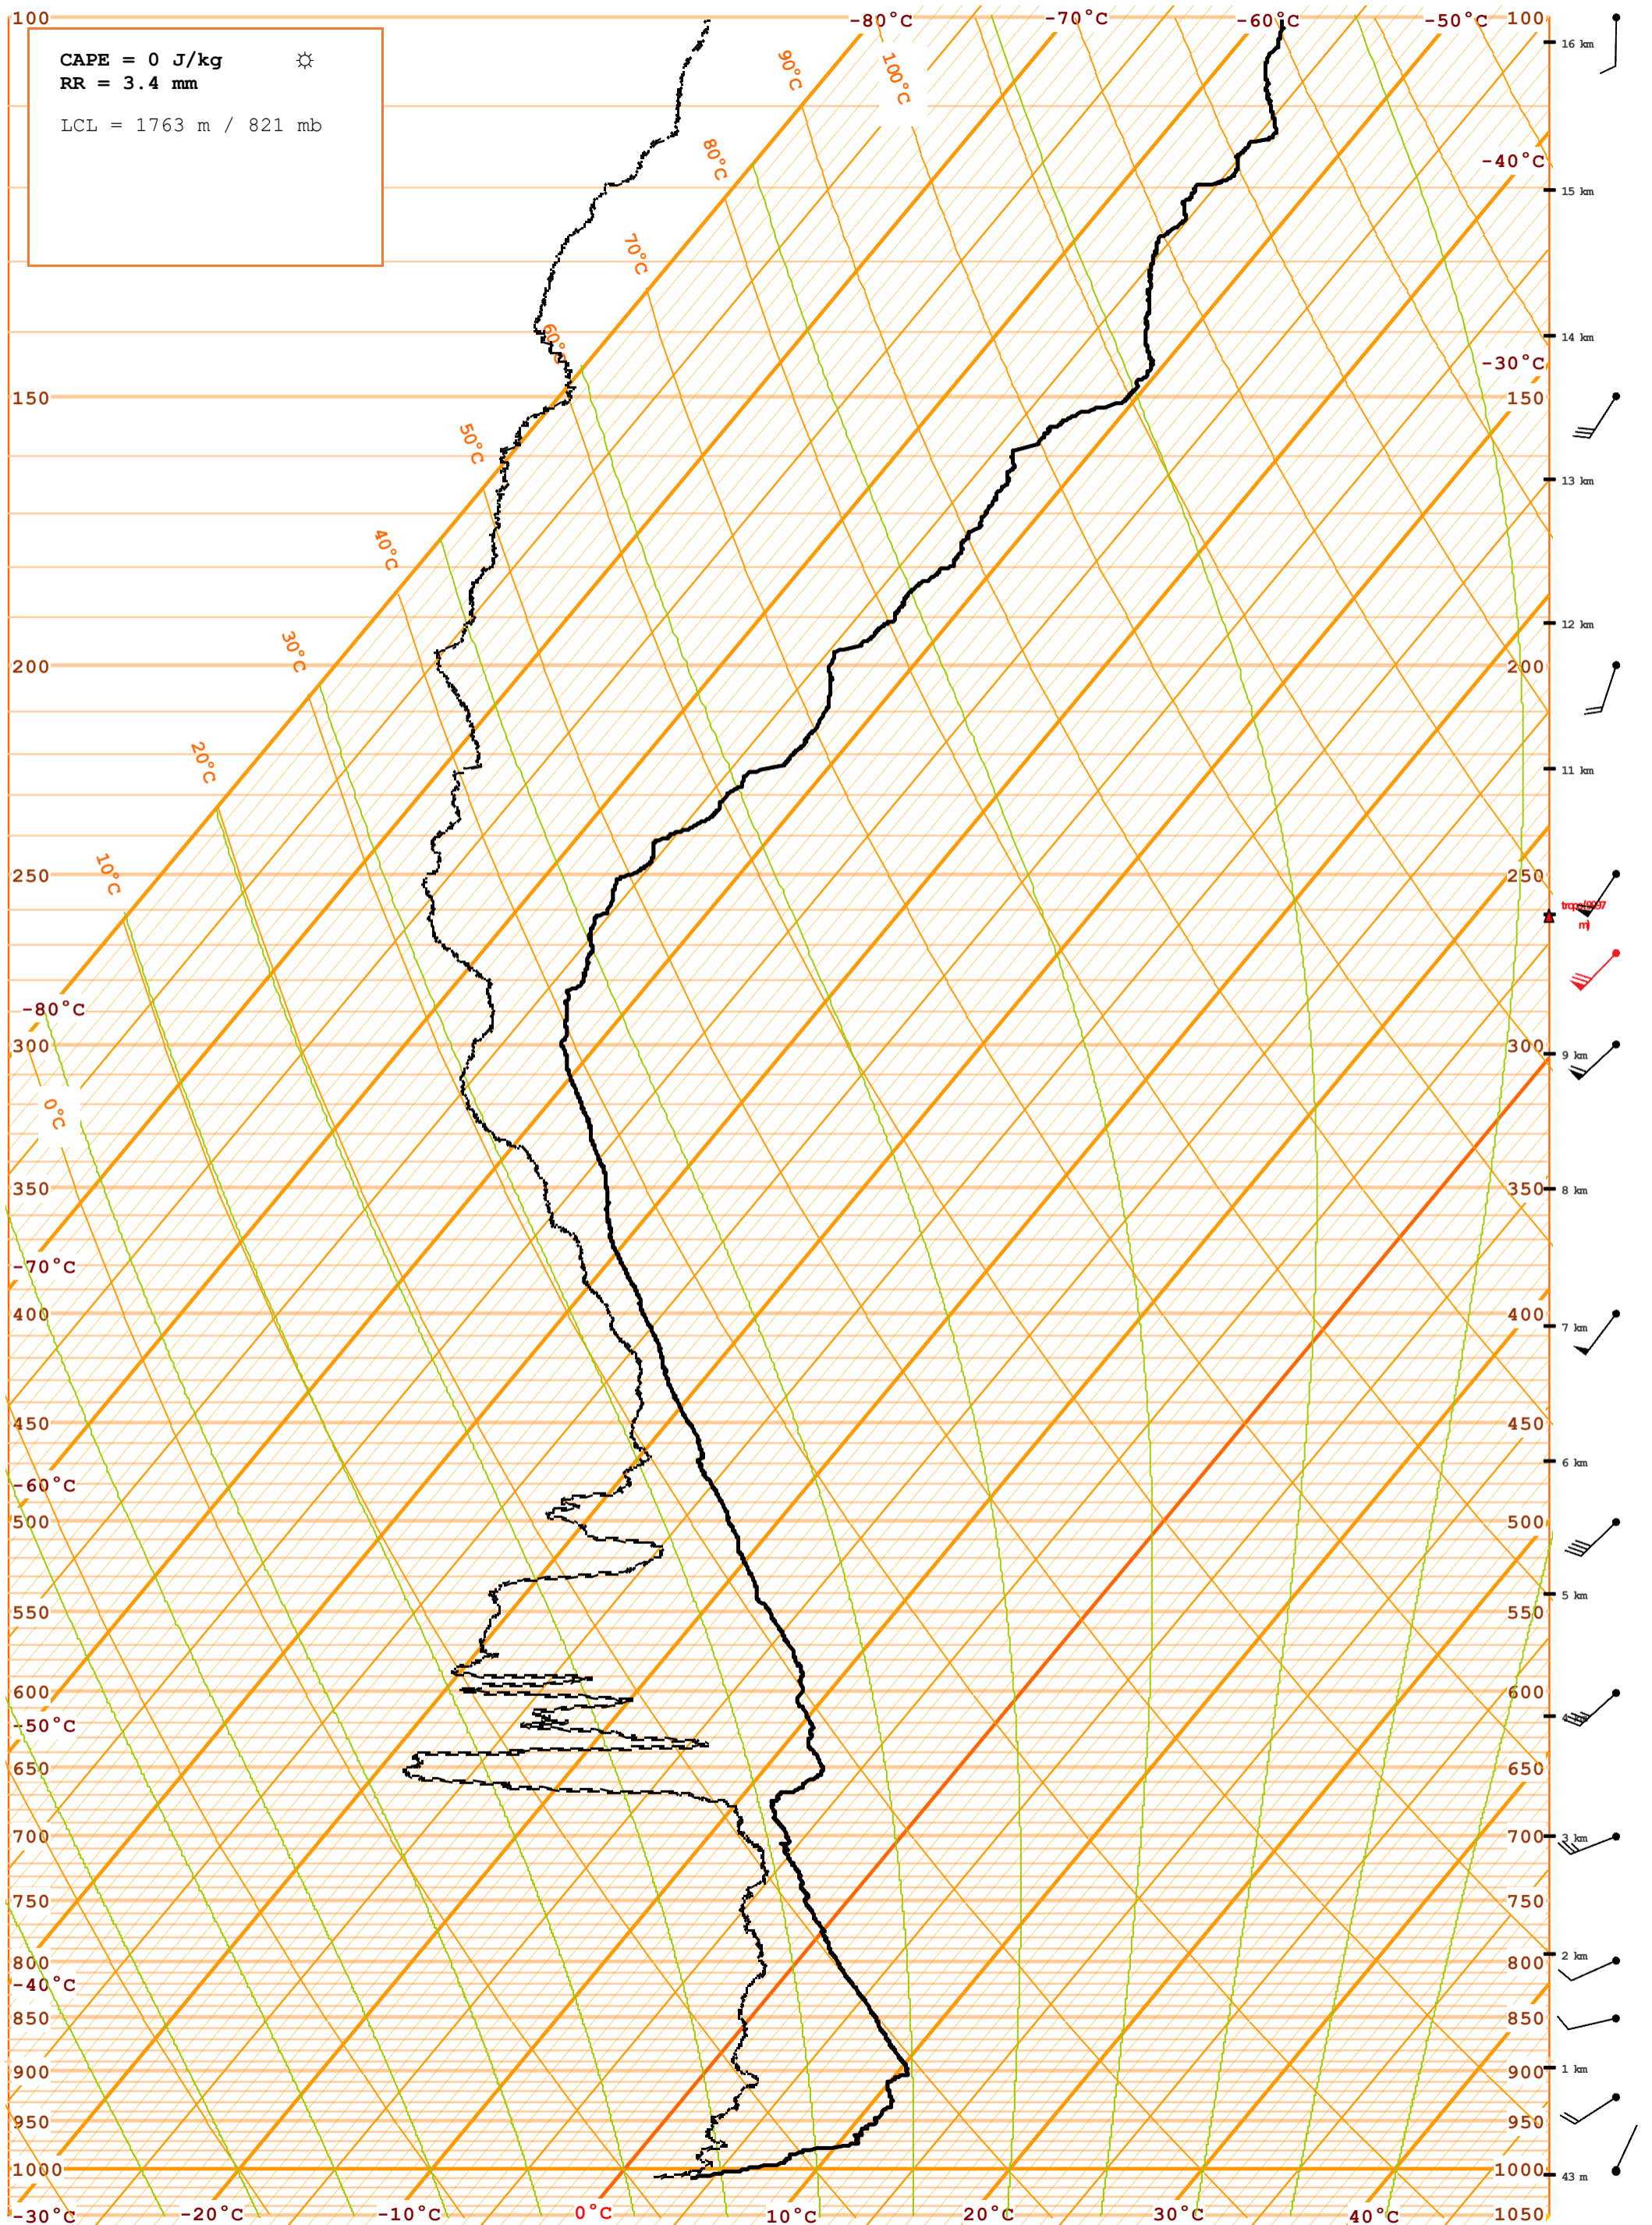 100 -80°C -70°C -60°C -50°C 100
CAPE = 0 J/kg ☼
RR = 3.4 mm
LCL = 1763 m / 821 mb
16 km
90°C 100°C
80°C
-40°C
15 km
70°C
60°C
14 km
-30°C
150 150
50°C
13 km
40°C
12 km
30°C
200 200
20°C
11 km
10°C
250 250
tropo(9997
m)
-80°C
300 300
9 km
0°C
350 350
8 km
-70°C
400 400
7 km
450 450
6 km
-60°C
500 500
5 km
550 550
600 600
-50°C
650 650
700 700
3 km
750 750
2 km
800 800
-40°C
850 850
1 km
900 900
950 950
1000 1000
43 m
-30°C -20°C -10°C 0°C 10°C 20°C 30°C 40°C 1050